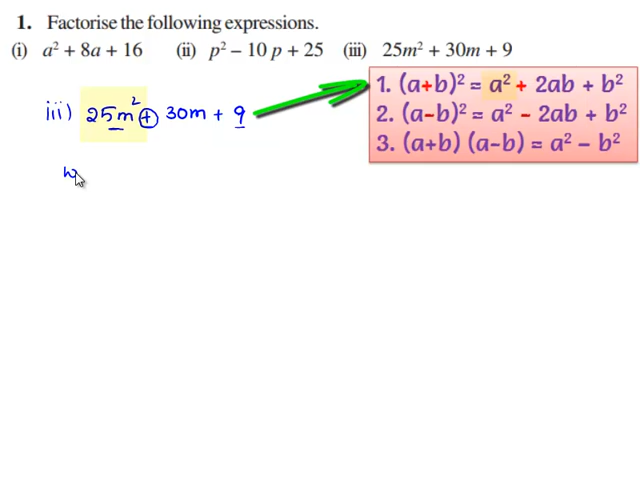 1. Factorise the following expressions.
(i) a² + 8a + 16 (ii) p² – 10 p + 25 (iii) 25m² + 30m + 9
1. (a+b)² = a² + 2ab + b²
iii) 25m² + 30m + 9
2. (a-b)² = a² - 2ab + b²
3. (a+b) (a-b) = a² - b²